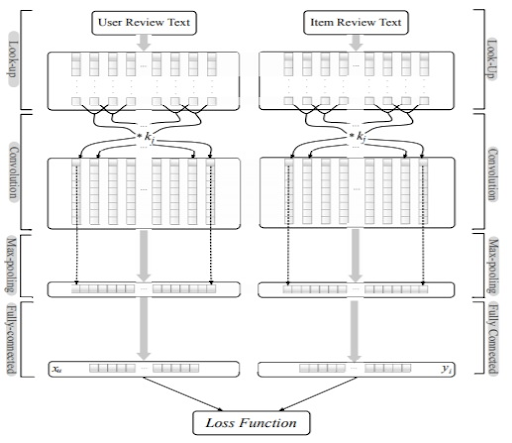 User Review Text
Item Review Text
Look-up
Look-Up
* k_j
* k_j
Convolution
Convolution
Max-pooling
Max-pooling
Fully-connected
Fully Connected
x_u
y_i
Loss Function